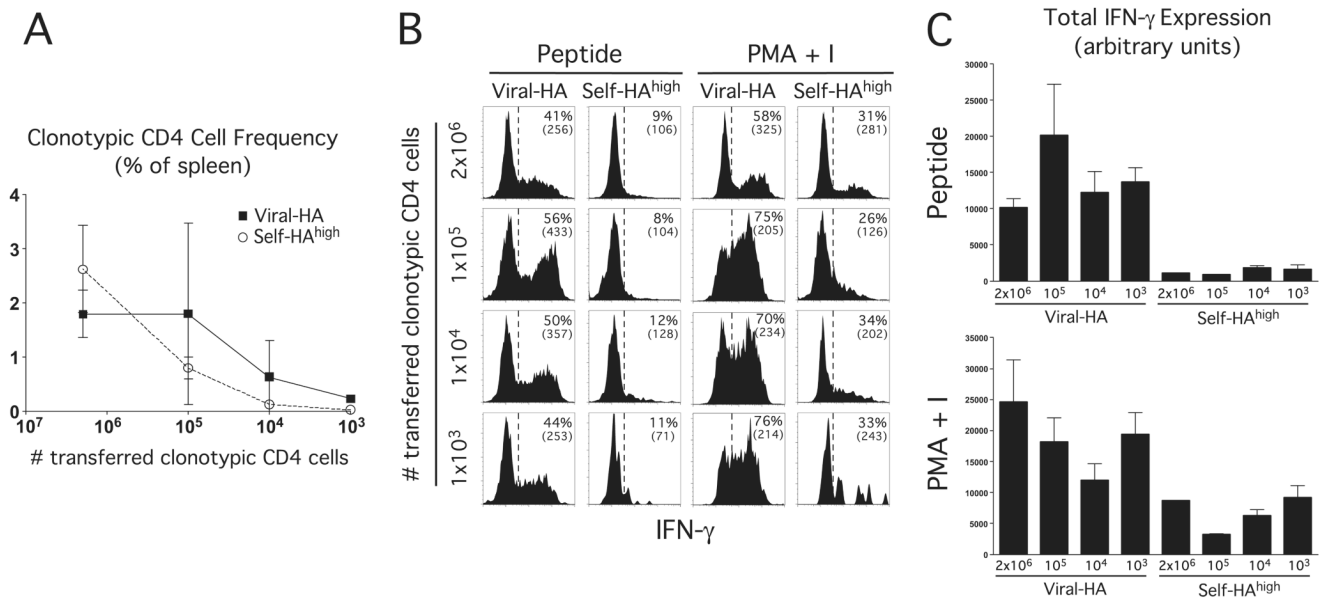 A
Clonotypic CD4 Cell Frequency
(% of spleen)
4
3
2
1
0
Viral-HA
Self-HAhigh
10⁷ 10⁶ 10⁵ 10⁴ 10³
# transferred clonotypic CD4 cells
B
Peptide PMA + I
Viral-HA Self-HAhigh Viral-HA Self-HAhigh
# transferred clonotypic CD4 cells
2x10⁶
41% 9% 58% 31%
(256) (106) (325) (281)
1x10⁵
56% 8% 75% 26%
(433) (104) (205) (126)
1x10⁴
50% 12% 70% 34%
(357) (128) (234) (202)
1x10³
44% 11% 76% 33%
(253) (71) (214) (243)
IFN-γ
C
Total IFN-γ Expression
(arbitrary units)
Peptide
30000
25000
20000
15000
10000
5000
0
2x10⁶ 10⁵ 10⁴ 10³ 2x10⁶ 10⁵ 10⁴ 10³
Viral-HA Self-HAhigh
PMA + I
35000
30000
25000
20000
15000
10000
5000
0
2x10⁶ 10⁵ 10⁴ 10³ 2x10⁶ 10⁵ 10⁴ 10³
Viral-HA Self-HAhigh